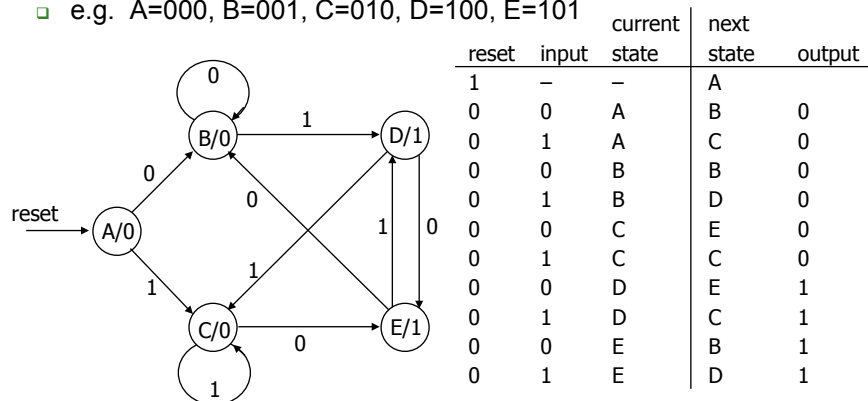 ▫ e.g. A=000, B=001, C=010, D=100, E=101
0
B/0
1
D/1
0
0
reset
A/0
1
0
1
1
C/0
0
E/1
1
current next
reset input state state output
1 – – A
0 0 A B 0
0 1 A C 0
0 0 B B 0
0 1 B D 0
0 0 C E 0
0 1 C C 0
0 0 D E 1
0 1 D C 1
0 0 E B 1
0 1 E D 1